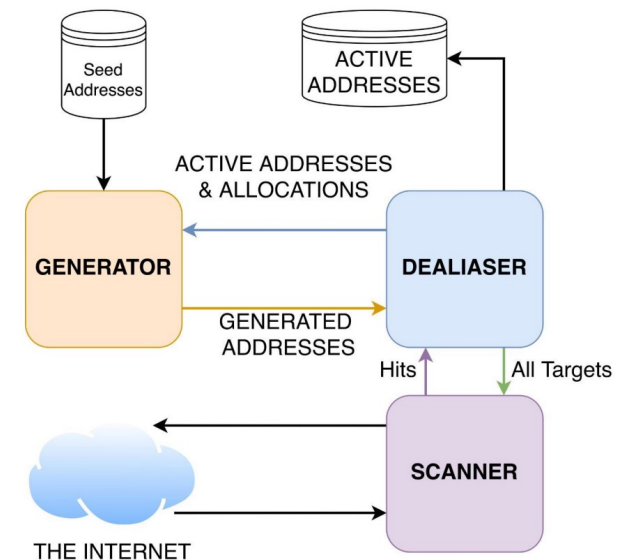 Seed
Addresses
ACTIVE
ADDRESSES
ACTIVE ADDRESSES
& ALLOCATIONS
GENERATOR
DEALIASER
GENERATED
ADDRESSES
Hits
All Targets
SCANNER
THE INTERNET